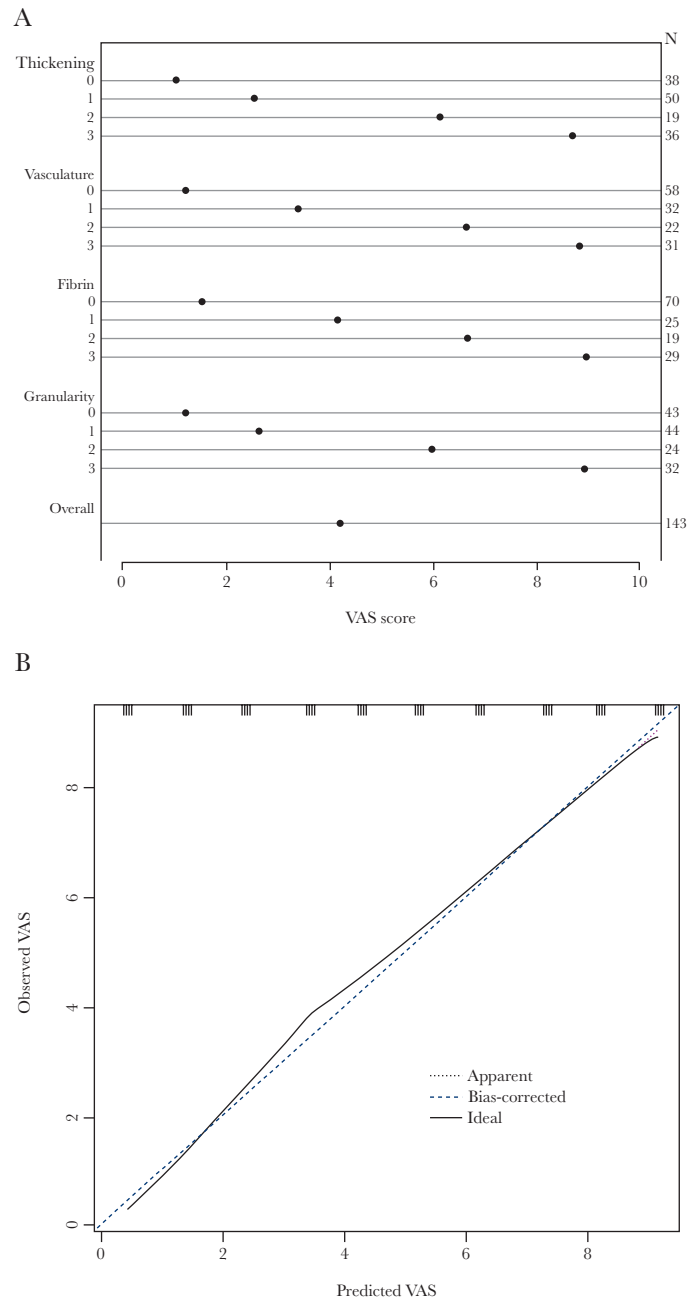 A
N
Thickening
0 38
1 50
2 19
3 36
Vasculature
0 58
1 32
2 22
3 31
Fibrin
0 70
1 25
2 19
3 29
Granularity
0 43
1 44
2 24
3 32
Overall
143
0 2 4 6 8 10
VAS score
B
8
6
4
2
0
Observed VAS
Apparent
Bias-corrected
Ideal
0 2 4 6 8
Predicted VAS